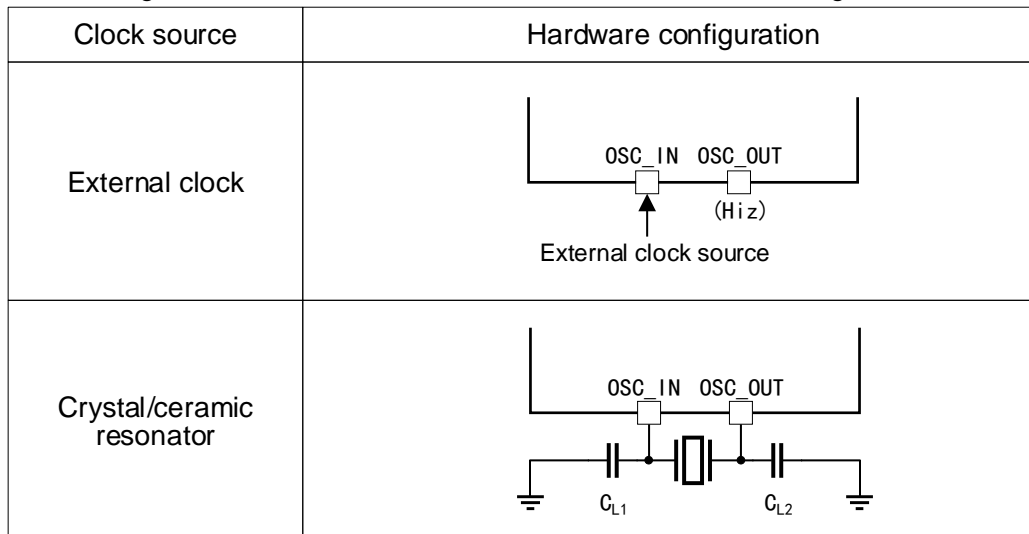 Clock source
Hardware configuration
External clock
OSC_IN OSC_OUT
(Hiz)
External clock source
Crystal/ceramic
resonator
OSC_IN OSC_OUT
CL1
CL2